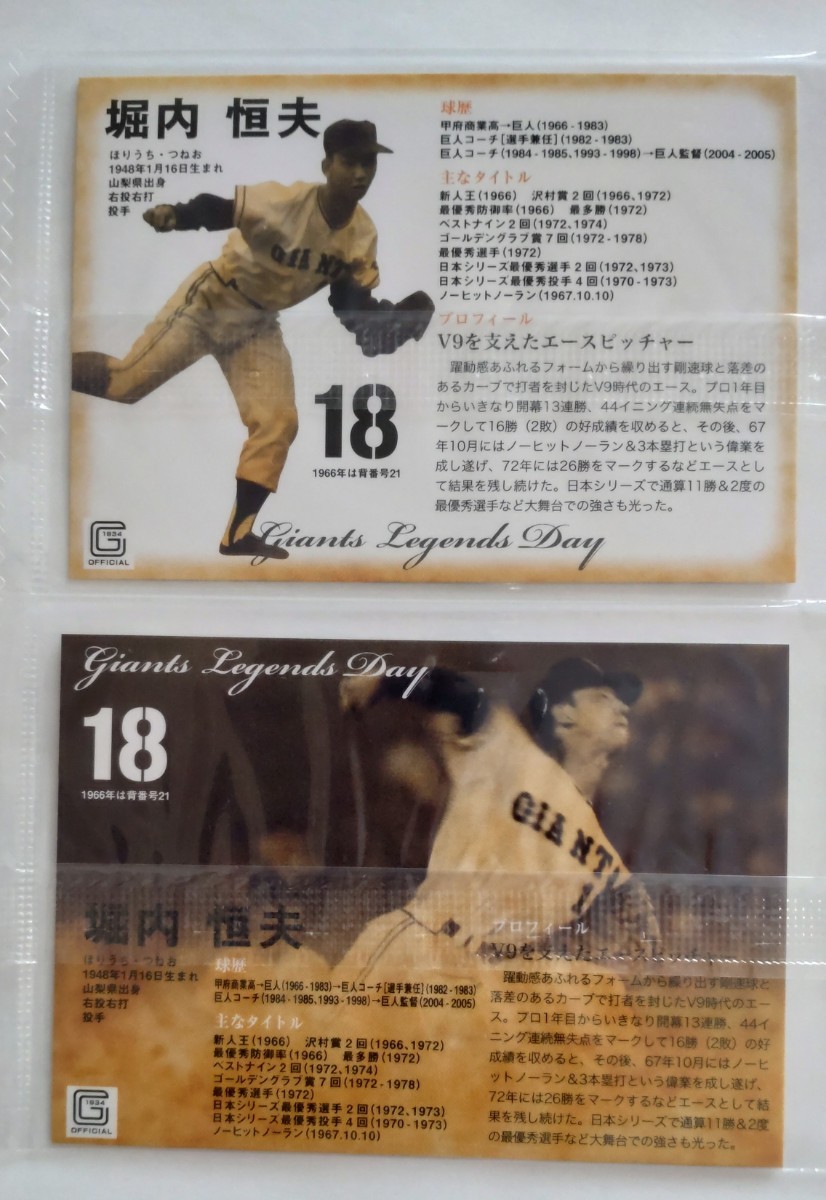 堀内 恒夫
ほりうち・つねお
1948年1月16日生まれ
山梨県出身
右投右打
投手
GIANT
球歴
甲府商業高→巨人(1966-1983)
巨人コーチ[選手兼任](1982-1983)
巨人コーチ(1984-1985､1993-1998)→巨人監督(2004-2005)
主なタイトル
新人王(1966) 沢村賞2回(1966､1972)
最優秀防御率(1966) 最多勝(1972)
ベストナイン2回(1972､1974)
ゴールデングラブ賞7回(1972-1978)
最優秀選手(1972)
日本シリーズ最優秀選手2回(1972､1973)
日本シリーズ最優秀投手4回(1970-1973)
ノーヒットノーラン(1967.10.10)
プロフィール
V9を支えたエースピッチャー
躍動感あふれるフォームから繰り出す剛速球と落差の
あるカーブで打者を封じたV9時代のエース。プロ1年目
からいきなり開幕13連勝、44イニング連続無失点をマ
ークして16勝（2敗）の好成績を収めると、その後、67
年10月にはノーヒットノーラン&3本塁打という偉業を
成し遂げ、72年には26勝をマークするなどエースとし
て結果を残し続けた。日本シリーズで通算11勝&2度の
最優秀選手など大舞台での強さも光った。
18
1966年は背番号21
1934
G
OFFICIAL
Giants Legends Day
Giants Legends Day
18
1966年は背番号21
GIANT
1
堀内 恒夫
ほりうち・つねお
1948年1月16日生まれ
山梨県出身
右投右打
投手
球歴
甲府商業高→巨人(1966-1983)→巨人コーチ[選手兼任](1982-1983)
巨人コーチ(1984-1985､1993-1998)→巨人監督(2004-2005)
主なタイトル
新人王(1966) 沢村賞2回(1966､1972)
最優秀防御率(1966) 最多勝(1972)
ベストナイン2回(1972､1974)
ゴールデングラブ賞7回(1972-1978)
最優秀選手(1972)
日本シリーズ最優秀選手2回(1972､1973)
日本シリーズ最優秀投手4回(1970-1973)
ノーヒットノーラン(1967.10.10)
プロフィール
V9を支えたエースピッチャー
躍動感あふれるフォームから繰り出す剛速球と
落差のあるカーブで打者を封じたV9時代のエー
ス。プロ1年目からいきなり開幕13連勝、44イ
ニング連続無失点をマークして16勝（2敗）の好
成績を収めると、その後、67年10月にはノーヒ
ットノーラン&3本塁打という偉業を成し遂げ、
72年には26勝をマークするなどエースとして結
果を残し続けた。日本シリーズで通算11勝&2度
の最優秀選手など大舞台での強さも光った。
1934
G
OFFICIAL